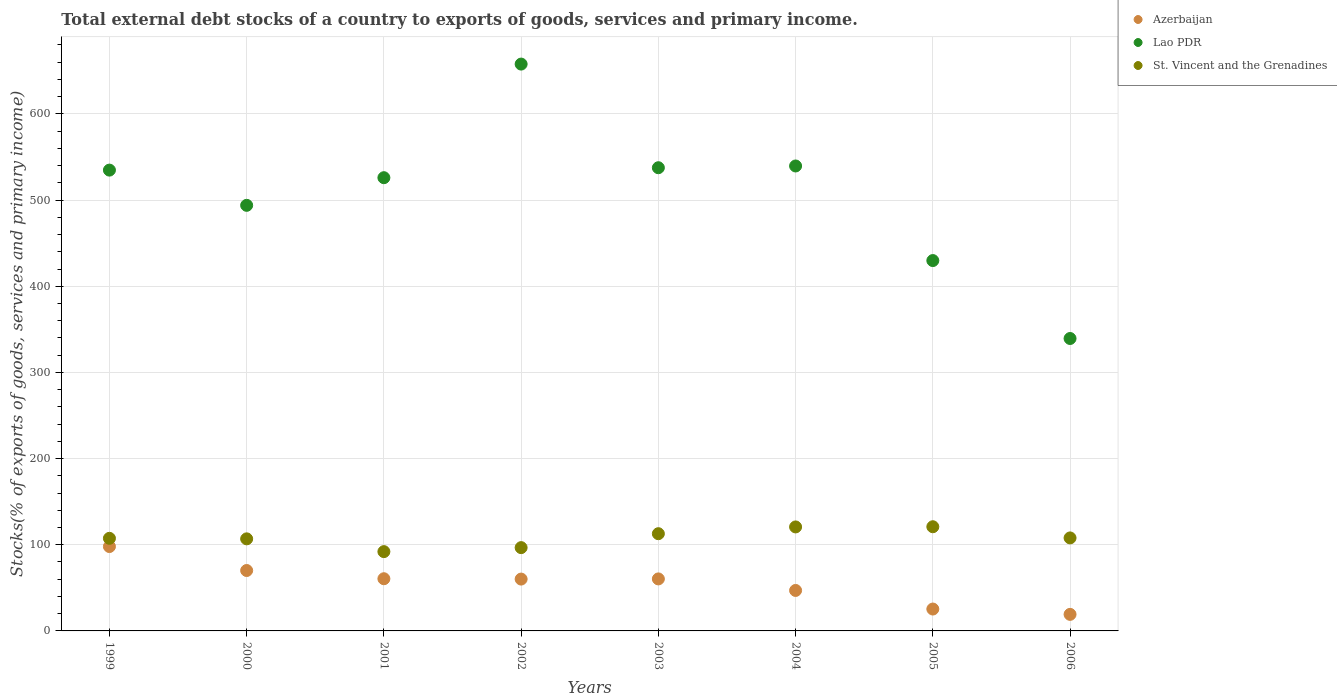 Total external debt stocks of a country to exports of goods, services and primary income.
Azerbaijan
Lao PDR
St. Vincent and the Grenadines
Stocks(% of exports of goods, services and primary income)
600
500
400
300
200
100
0
1999
2000
2001
2002
2003
2004
2005
2006
Years